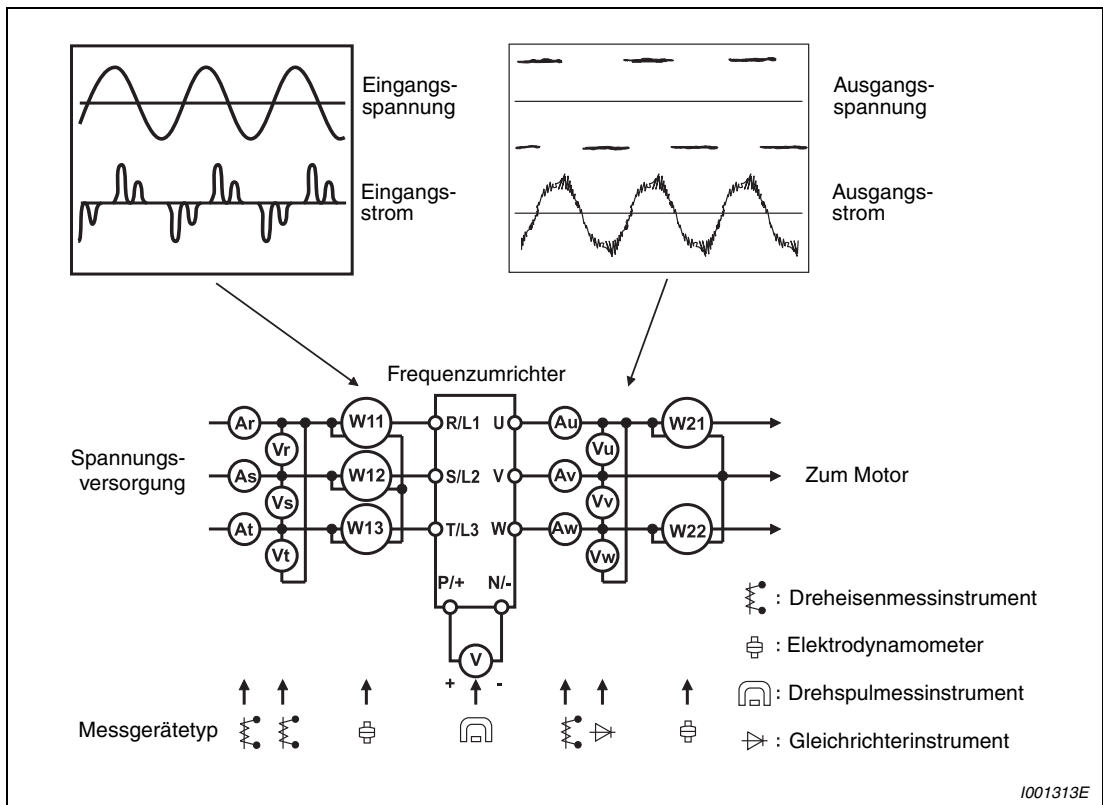 Eingangs-
spannung
Eingangs-
strom
Ausgangs-
spannung
Ausgangs-
strom
Frequenzumrichter
Spannungs-
versorgung
Ar
As
At
Vr
Vs
Vt
W11
W12
W13
R/L1
S/L2
T/L3
U
V
W
P/+
N/-
V
+
-
Au
Av
Aw
Vu
Vv
Vw
W21
W22
Zum Motor
Messgerätetyp
: Dreheisenmessinstrument
: Elektrodynamometer
: Drehspulmessinstrument
: Gleichrichterinstrument
I001313E